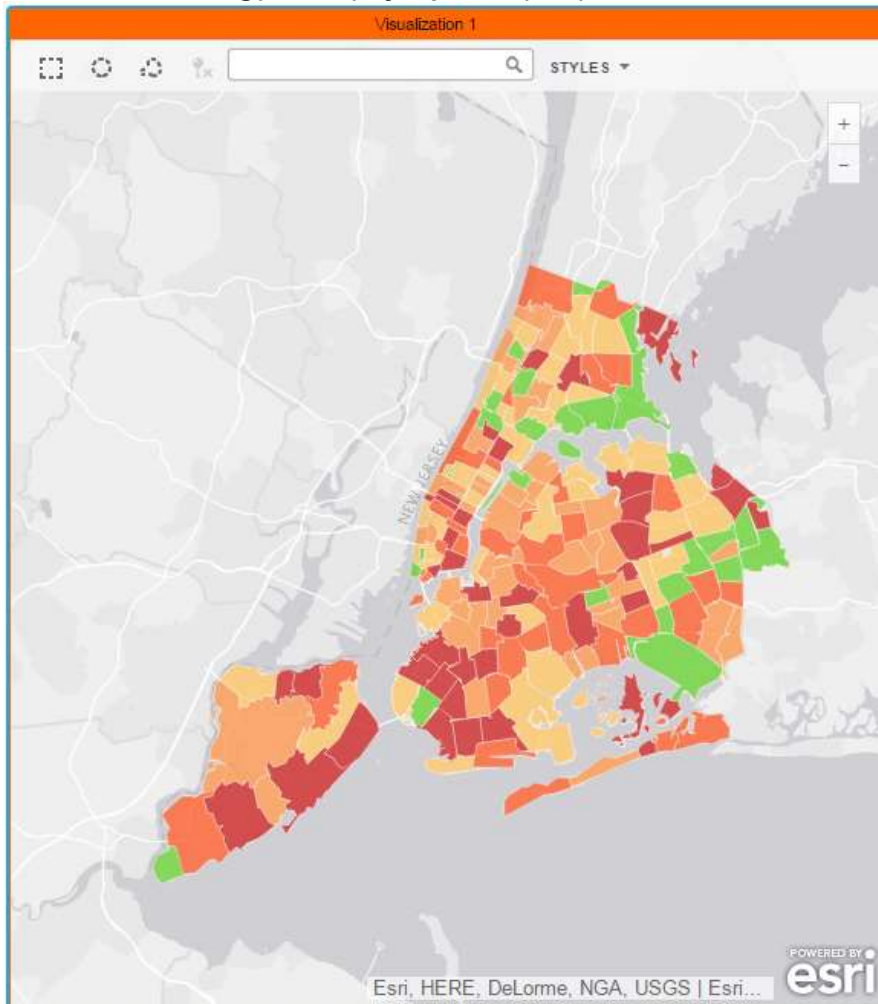 Visualization 1
STYLES
+
−
NEW JERSEY
POWERED BY
esri
Esri, HERE, DeLorme, NGA, USGS | Esri...